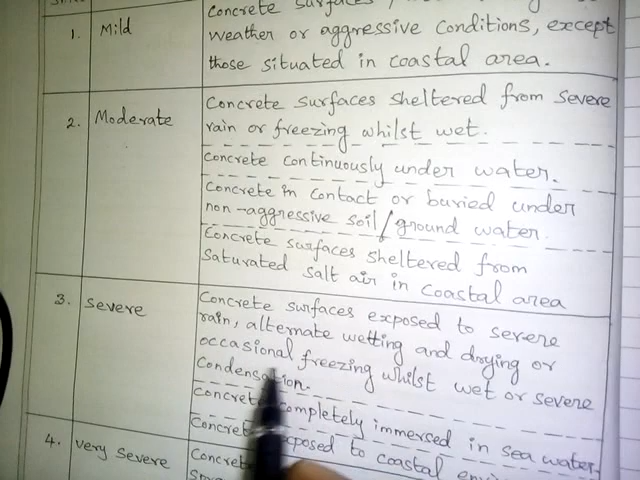 Concrete surfaces,
1. Mild weather or aggressive conditions, except
those situated in coastal area.
2. Moderate Concrete surfaces sheltered from severe
rain or freezing whilst wet.
Concrete continuously under water.
Concrete in contact or buried under
non-aggressive soil/ground water.
Concrete surfaces sheltered from
saturated salt air in coastal area
3. Severe Concrete surfaces exposed to severe
rain, alternate wetting and drying or
occasional freezing whilst wet or severe
condensation.
Concrete completely immersed in sea water.
exposed to coastal
4. Very severe Concrete